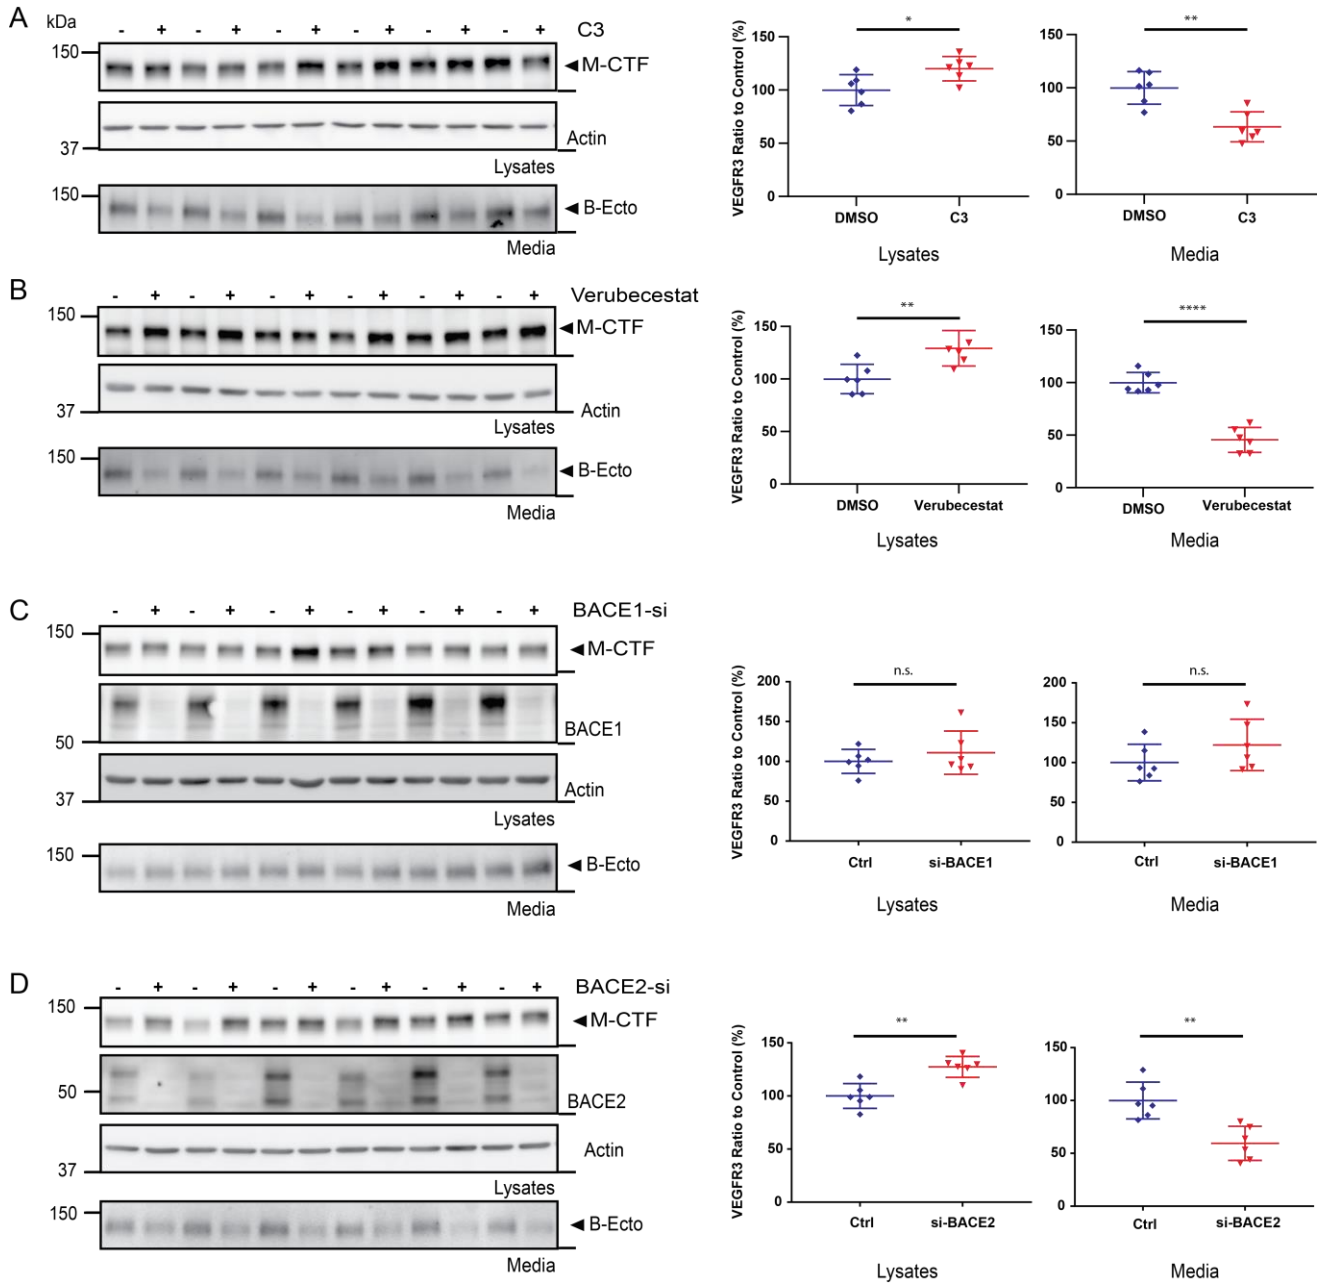 A
kDa
- + - + - + - + - + - + C3
150
◄M-CTF
Actin
37
Lysates
150
◄B-Ecto
Media
VEGFR3 Ratio to Control (%)
150
100
50
0
*
DMSO C3
Lysates
150
100
50
0
**
DMSO C3
Media
B
- + - + - + - + - + - + Verubecestat
150
◄M-CTF
37
Actin
Lysates
150
◄B-Ecto
Media
VEGFR3 Ratio to Control (%)
150
100
50
0
**
DMSO Verubecestat
Lysates
150
100
50
0
****
DMSO Verubecestat
Media
C
- + - + - + - + - + - + BACE1-si
150
◄M-CTF
BACE1
50
Actin
37
Lysates
150
◄B-Ecto
Media
VEGFR3 Ratio to Control (%)
200
150
100
50
0
n.s.
Ctrl si-BACE1
Lysates
200
150
100
50
0
n.s.
Ctrl si-BACE1
Media
D
- + - + - + - + - + - + BACE2-si
150
◄M-CTF
50
BACE2
Actin
37
Lysates
150
◄B-Ecto
Media
VEGFR3 Ratio to Control (%)
150
100
50
0
**
Ctrl si-BACE2
Lysates
150
100
50
0
**
Ctrl si-BACE2
Media